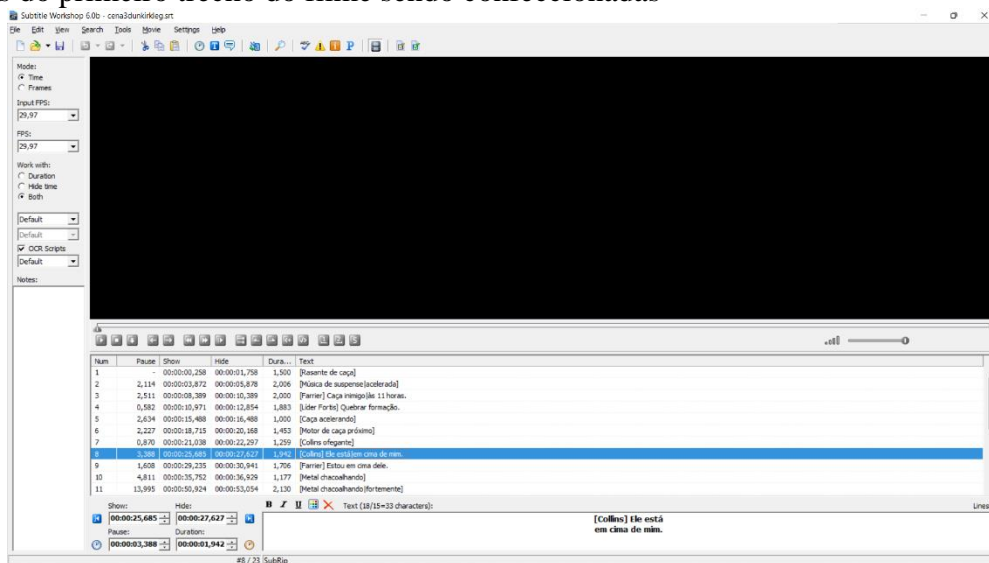 do primeiro trecho do filme sendo confeccionadas
Subtitle Workshop 6.0b - cena3dunkirkleg.srt
File Edit View Search Tools Movie Settings Help
Mode:
Time
Frames
Input FPS:
29,97
FPS:
29,97
Work with:
Duration
Hide time
Both
Default
Default
OCR Scripts
Default
Notes:
Num Pause Show Hide Dura... Text
1 - 00:00:00,258 00:00:01,758 1,500 [Rasante de caça]
2 2,114 00:00:03,872 00:00:05,878 2,006 [Música de suspense|acelerada]
3 2,511 00:00:08,389 00:00:10,389 2,000 [Farrier] Caça inimigo|às 11 horas.
4 0,582 00:00:10,971 00:00:12,854 1,883 [Líder Fortis] Quebrar formação.
5 2,634 00:00:15,488 00:00:16,488 1,000 [Caça acelerando]
6 2,227 00:00:18,715 00:00:20,168 1,453 [Motor de caça próximo]
7 0,870 00:00:21,038 00:00:22,297 1,259 [Collins ofegante]
8 3,388 00:00:25,685 00:00:27,627 1,942 [Collins] Ele está|em cima de mim.
9 1,608 00:00:29,235 00:00:30,941 1,706 [Farrier] Estou em cima dele.
10 4,811 00:00:35,752 00:00:36,929 1,177 [Metal chacoalhando]
11 13,995 00:00:50,924 00:00:53,054 2,130 [Metal chacoalhando|fortemente]
Show: Hide: B I U Text (18/15=33 characters): Lines
00:00:25,685 00:00:27,627
Pause: Duration:
00:00:03,388 00:00:01,942
[Collins] Ele está
em cima de mim.
#8 / 23 SubRip